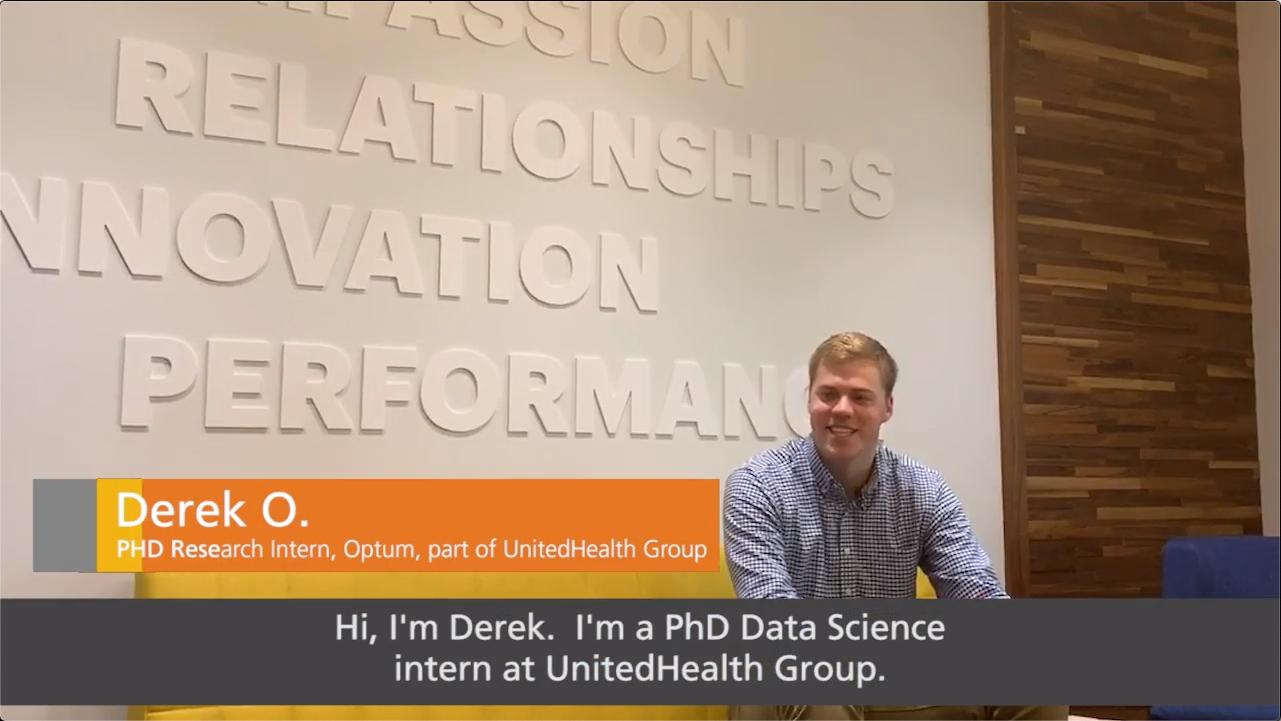 RELATIONSHIPS
INNOVATION
PERFORMANC
Derek O.
PHD Research Intern, Optum, part of UnitedHealth Group
Hi, I'm Derek.  I'm a PhD Data Science
intern at UnitedHealth Group.